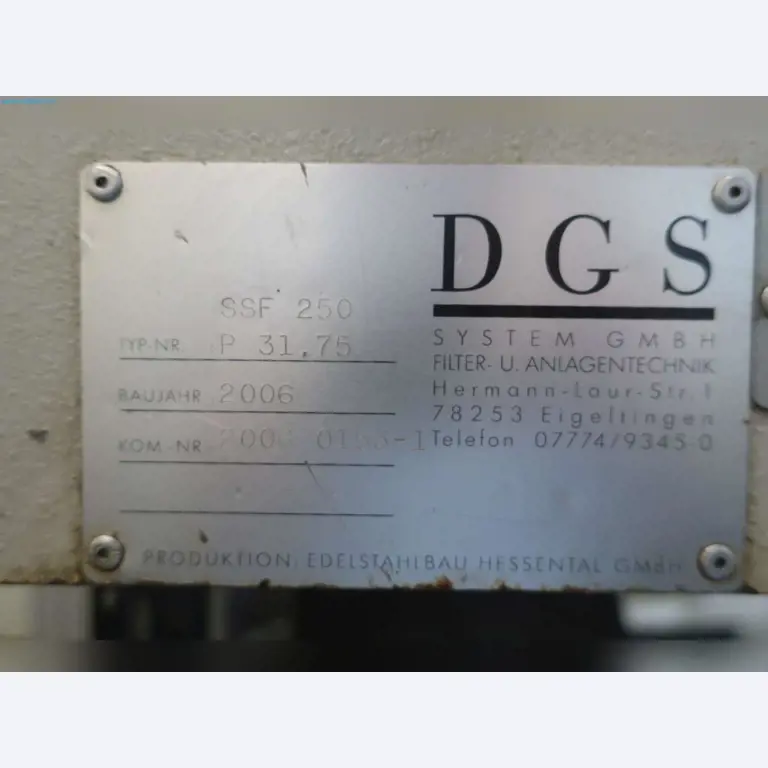 DGS
SYSTEM GMBH
FILTER- U. ANLAGENTECHNIK
Hermann-Laur-Str.1
78253 Eigeltingen
Telefon 07774/9345-0
SSF 250
TYP-NR. P 31.75
BAUJAHR 2006
KOM.-NR.
PRODUKTION: EDELSTAHLBAU HESSENTAL GMBH